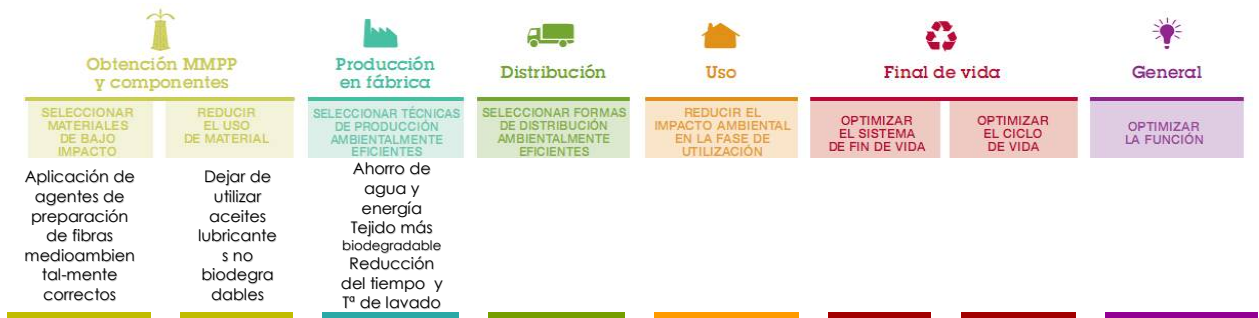 Obtención MMPP
y componentes
Producción
en fábrica
Distribución
Uso
Final de vida
General
SELECCIONAR
MATERIALES
DE BAJO
IMPACTO
REDUCIR
EL USO
DE MATERIAL
SELECCIONAR TÉCNICAS
DE PRODUCCIÓN
AMBIENTALMENTE
EFICIENTES
SELECCIONAR FORMAS
DE DISTRIBUCIÓN
AMBIENTALMENTE
EFICIENTES
REDUCIR EL
IMPACTO AMBIENTAL
EN LA FASE DE
UTILIZACIÓN
OPTIMIZAR
EL SISTEMA
DE FIN DE VIDA
OPTIMIZAR
EL CICLO
DE VIDA
OPTIMIZAR
LA FUNCIÓN
Aplicación de
agentes de
preparación
de fibras
medioambien
tal-mente
correctos
Dejar de
utilizar
aceites
lubricante
s no
biodegra
dables
Ahorro de
agua y
energía
Tejido más
biodegradable
Reducción
del tiempo y
Tª de lavado